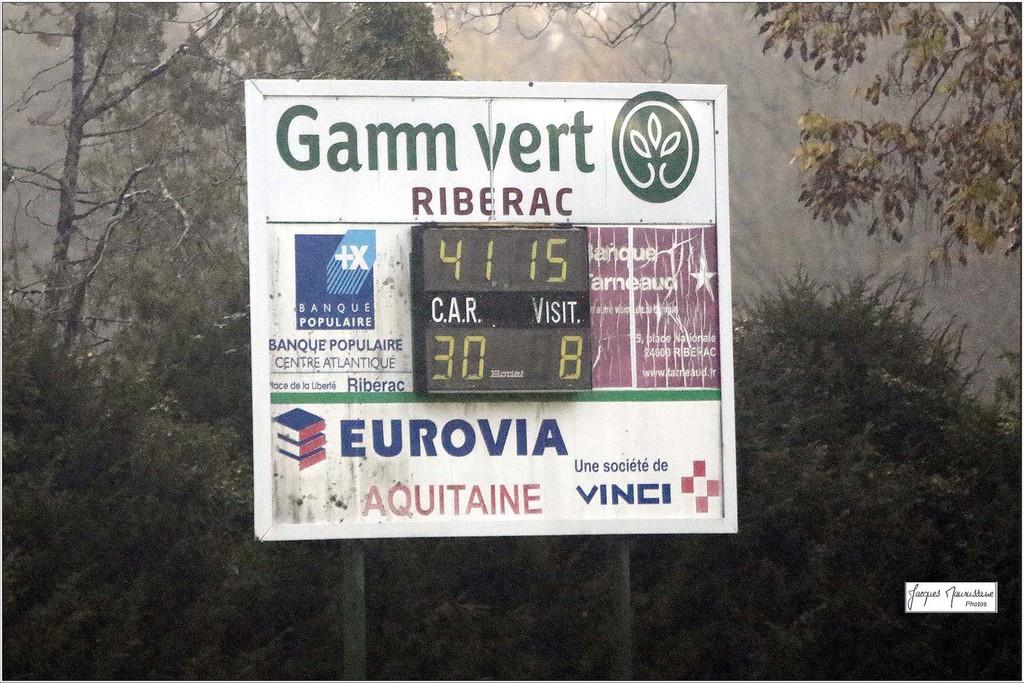 Gamm vert
RIBERAC
+X
BANQUE
POPULAIRE
BANQUE POPULAIRE
CENTRE ATLANTIQUE
Place de la Liberté Ribérac
41 15
C.A.R. VISIT.
30 8
Bodet
Banque
Tarneaud
5, place Nationale
24600 RIBERAC
www.tarneaud.fr
EUROVIA
AQUITAINE
Une société de
VINCI
Jacques
Photos